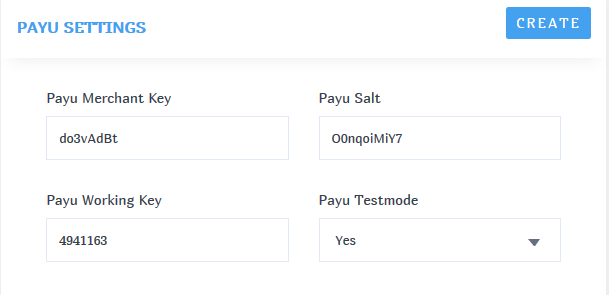 PAYU SETTINGS
CREATE
Payu Merchant Key
Payu Salt
do3vAdBt
O0nqoiMiY7
Payu Working Key
Payu Testmode
4941163
Yes